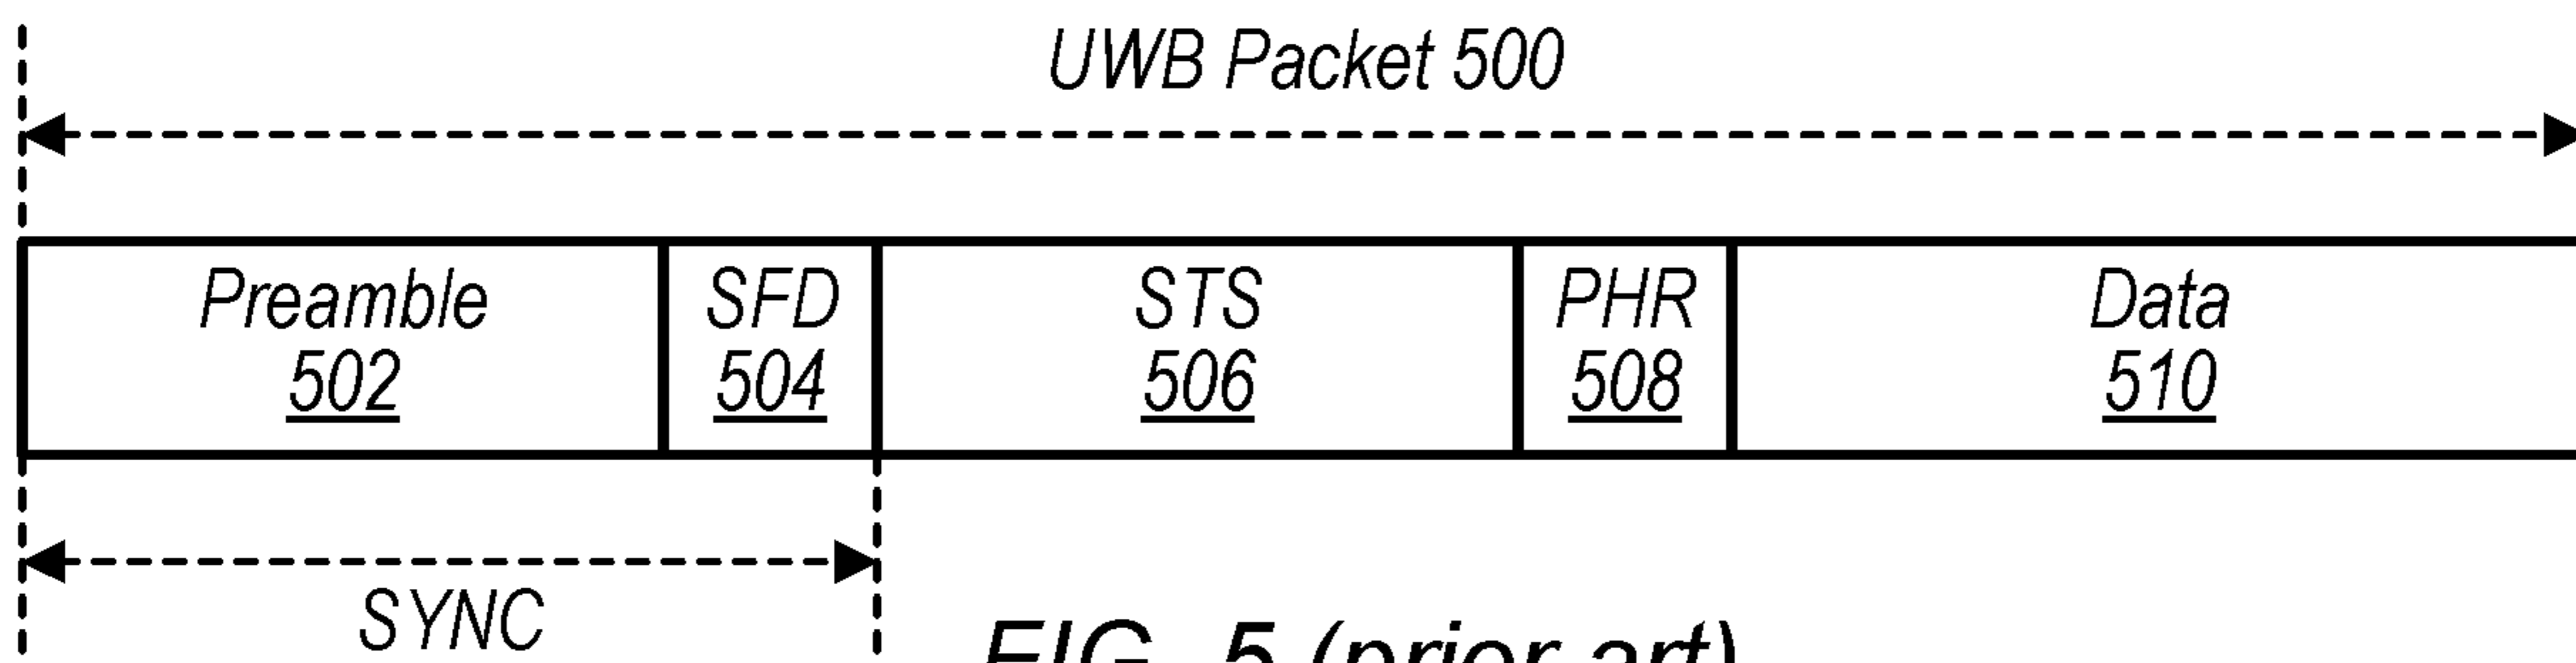 UWB Packet 500
Preamble SFD STS PHR Data
502 504 506 508 510
SYNC
FIG. 5 (prior art)